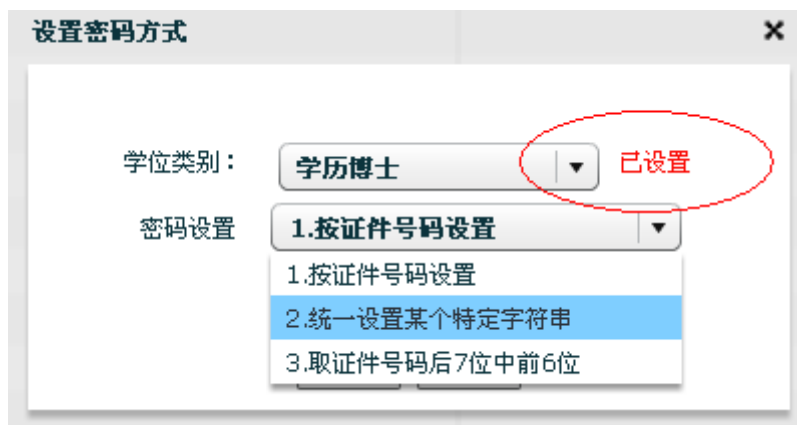 设置密码方式
学位类别： 学历博士 已设置
密码设置 1.按证件号码设置
1.按证件号码设置
2.统一设置某个特定字符串
3.取证件号码后7位中前6位